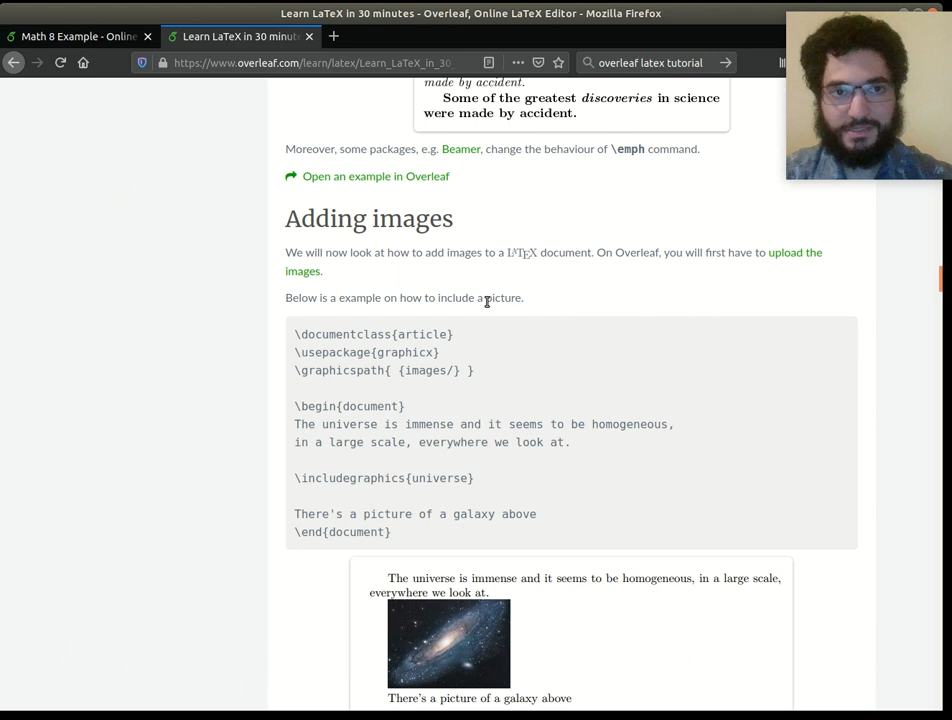 Learn LaTeX in 30 minutes - Overleaf, Online LaTeX Editor - Mozilla Firefox
Math 8 Example - Online
Learn LaTeX in 30 minut
https://www.overleaf.com/learn/latex/Learn_LaTeX_in_30_
overleaf latex tutorial
made by accident.
Some of the greatest discoveries in science
were made by accident.
Moreover, some packages, e.g. Beamer, change the behaviour of \emph command.
Open an example in Overleaf
Adding images
We will now look at how to add images to a LATEX document. On Overleaf, you will first have to upload the
images.
Below is a example on how to include a picture.
\documentclass{article}
\usepackage{graphicx}
\graphicspath{ {images/} }
\begin{document}
The universe is immense and it seems to be homogeneous,
in a large scale, everywhere we look at.
\includegraphics{universe}
There's a picture of a galaxy above
\end{document}
The universe is immense and it seems to be homogeneous, in a large scale,
everywhere we look at.
There's a picture of a galaxy above